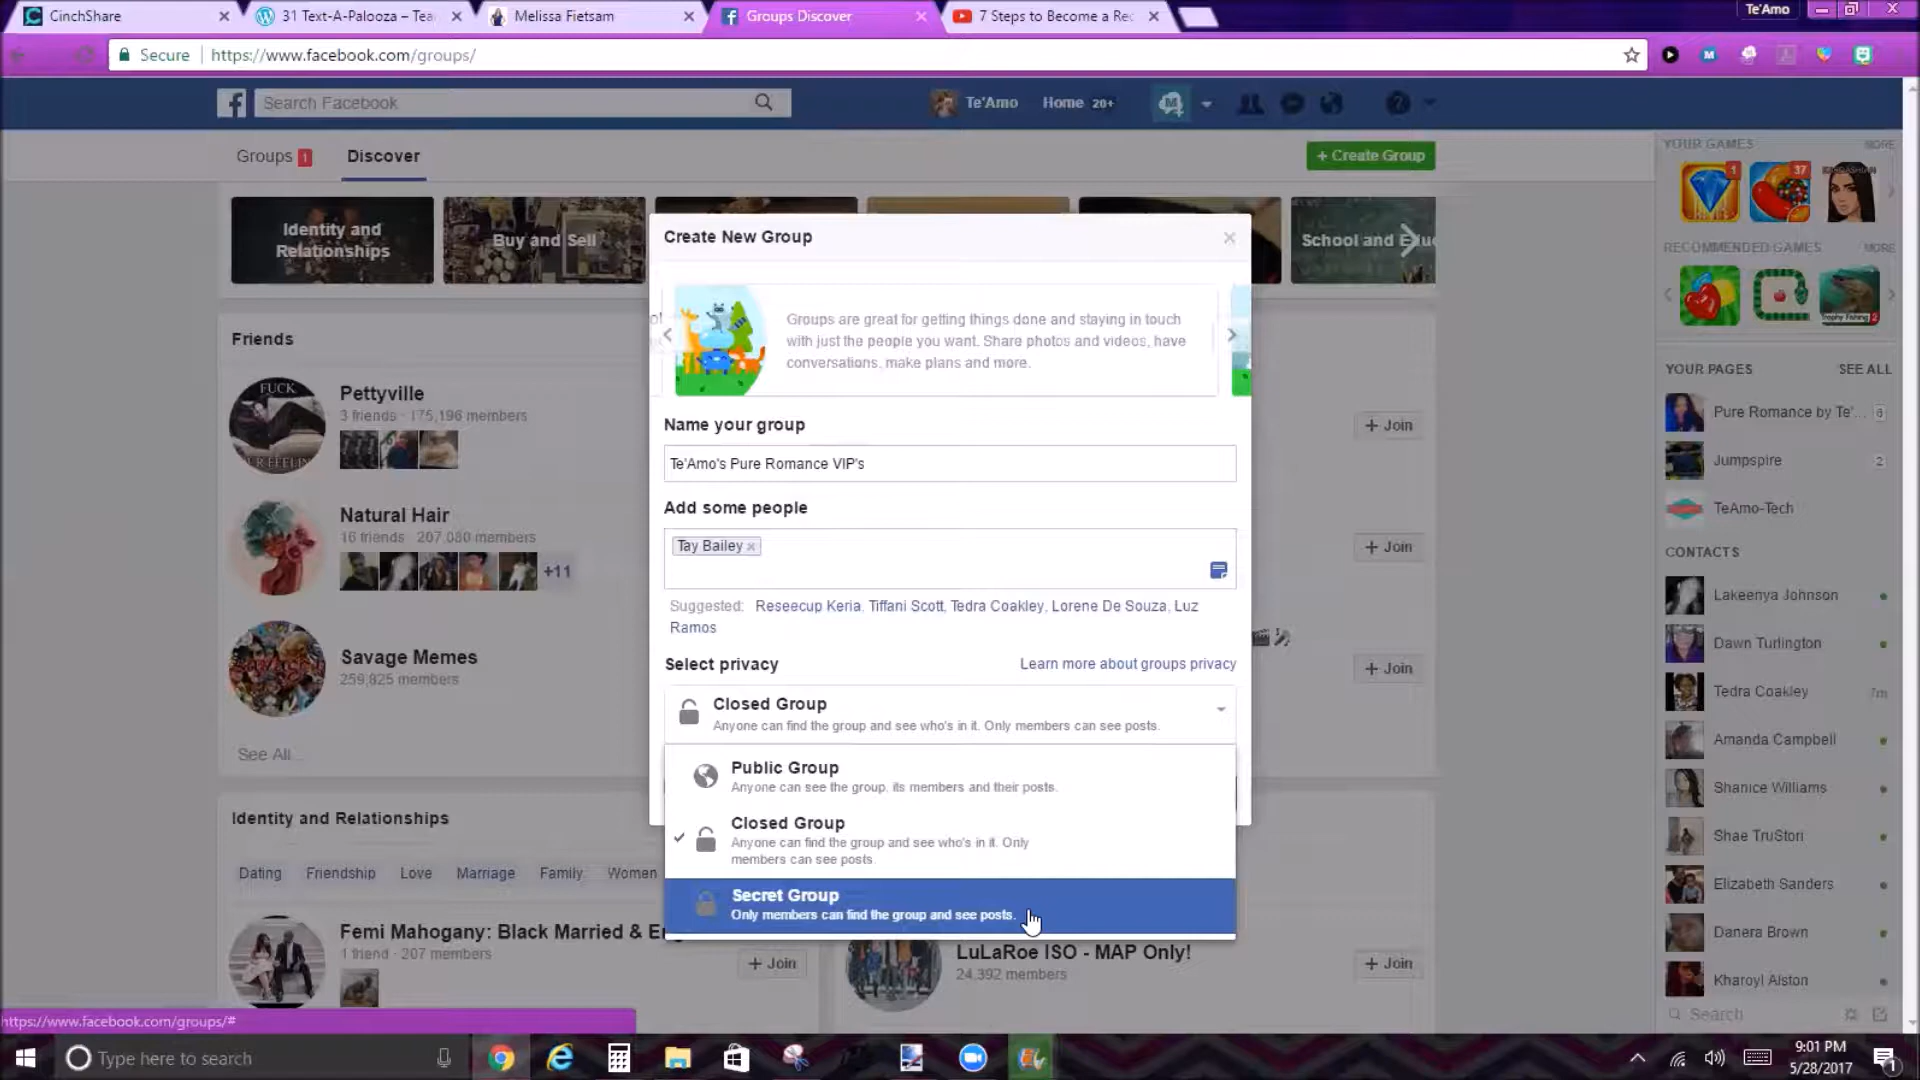 CinchShare
31 Text-A-Palooza – Tea
Melissa Fietsam
Groups Discover
7 Steps to Become a Rec
Te'Amo
Secure
https://www.facebook.com/groups/
Search Facebook
Te'Amo
Home 20+
Groups 1
Discover
+ Create Group
Identity and
Relationships
Buy and Sell
School and Educ
Create New Group
Groups are great for getting things done and staying in touch
with just the people you want. Share photos and videos, have
conversations, make plans and more.
Name your group
Te'Amo's Pure Romance VIP's
Add some people
Tay Bailey
Suggested: Reseecup Keria, Tiffani Scott, Tedra Coakley, Lorene De Souza, Luz
Ramos
Select privacy
Learn more about groups privacy
Closed Group
Anyone can find the group and see who's in it. Only members can see posts.
Public Group
Anyone can see the group, its members and their posts.
Closed Group
Anyone can find the group and see who's in it. Only
members can see posts.
Secret Group
Only members can find the group and see posts.
Friends
FUCK
Pettyville
3 friends · 175,196 members
+ Join
Natural Hair
16 friends · 207,080 members
+11
+ Join
Savage Memes
259,825 members
+ Join
See All...
Identity and Relationships
Dating
Friendship
Love
Marriage
Family
Women
Femi Mahogany: Black Married & En
1 friend · 207 members
+ Join
LuLaRoe ISO - MAP Only!
24,392 members
+ Join
YOUR GAMES
MORE
1
37
RECOMMENDED GAMES
MORE
YOUR PAGES
SEE ALL
Pure Romance by Te'...
6
Jumpspire
2
TeAmo-Tech
CONTACTS
Lakeenya Johnson
Dawn Turlington
Tedra Coakley
7m
Amanda Campbell
Shanice Williams
Shae TruStori
Elizabeth Sanders
Danera Brown
Kharoyl Alston
Search
https://www.facebook.com/groups/#
Type here to search
9:01 PM
5/28/2017
1